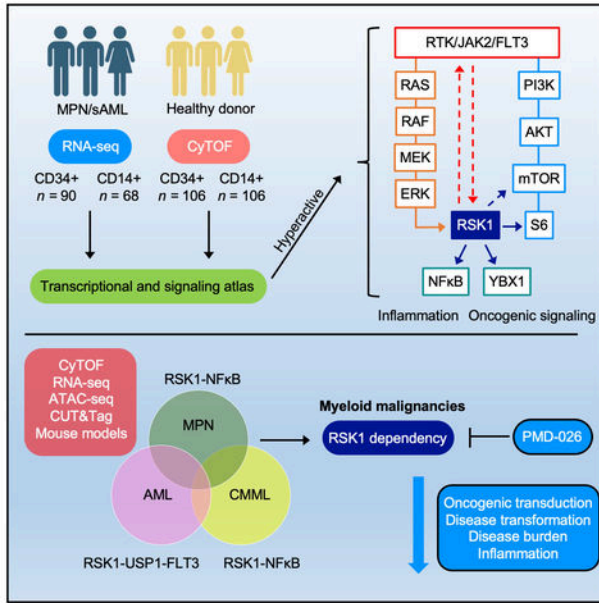 MPN/sAML
Healthy donor
RNA-seq
CyTOF
CD34+ CD14+ CD34+ CD14+
n = 90 n = 68 n = 106 n = 106
Transcriptional and signaling atlas
Hyperactive
RTK/JAK2/FLT3
RAS
RAF
MEK
ERK
PI3K
AKT
mTOR
RSK1
S6
NFκB
YBX1
Inflammation
Oncogenic signaling
CyTOF
RNA-seq
ATAC-seq
CUT&Tag
Mouse models
RSK1-NFκB
MPN
AML
CMML
RSK1-USP1-FLT3
RSK1-NFκB
Myeloid malignancies
RSK1 dependency
PMD-026
Oncogenic transduction
Disease transformation
Disease burden
Inflammation